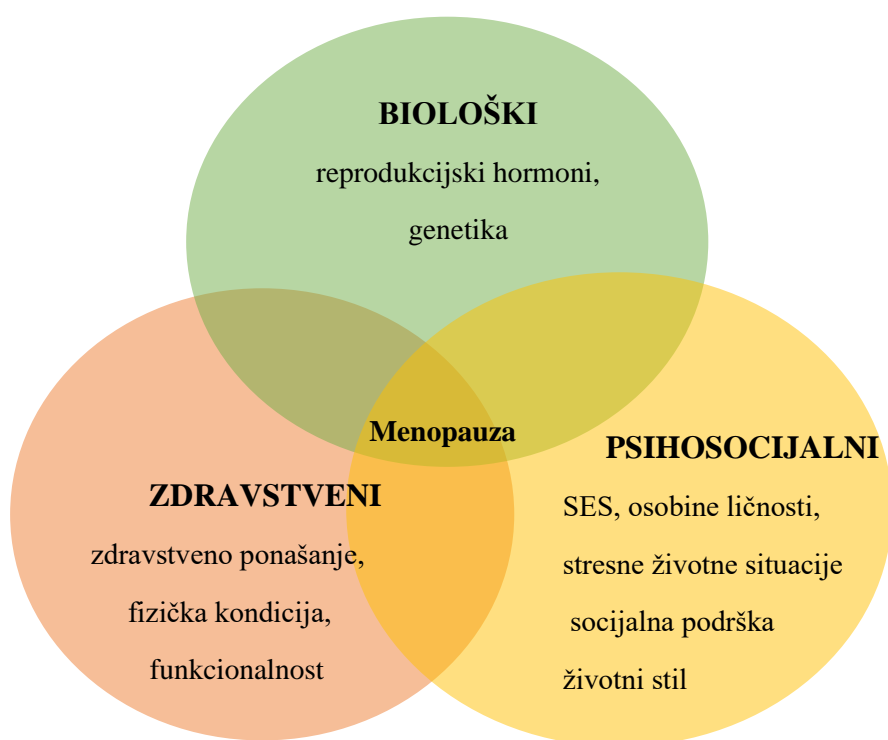 BIOLOŠKI
reprodukcijski hormoni,
genetika
Menopauza
ZDRAVSTVENI
zdravstveno ponašanje,
fizička kondicija,
funkcionalnost
PSIHOSOCIJALNI
SES, osobine ličnosti,
stresne životne situacije
socijalna podrška
životni stil